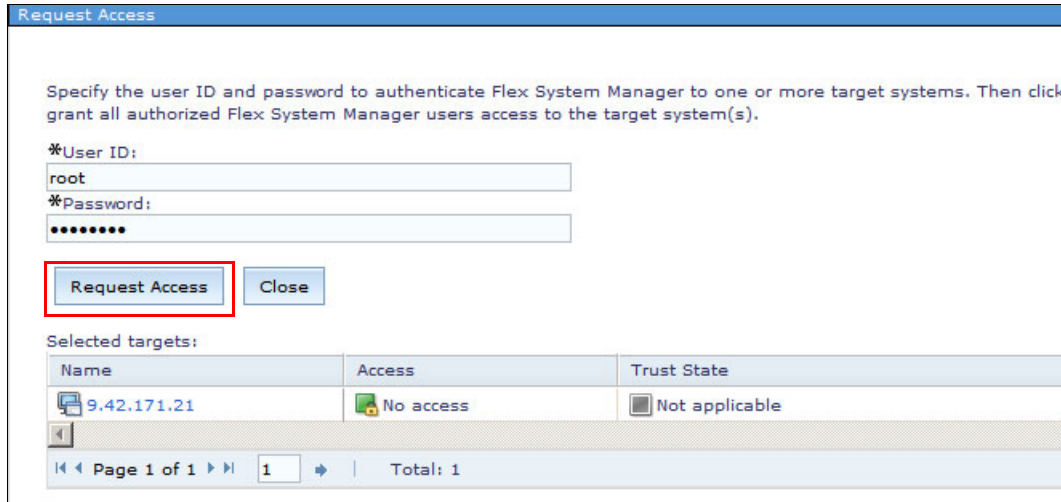 Request Access
Specify the user ID and password to authenticate Flex System Manager to one or more target systems. Then click
grant all authorized Flex System Manager users access to the target system(s).
*User ID:
root
*Password:
••••••••
Request Access Close
Selected targets:
Name Access Trust State
9.42.171.21 No access Not applicable
Page 1 of 1 1 Total: 1